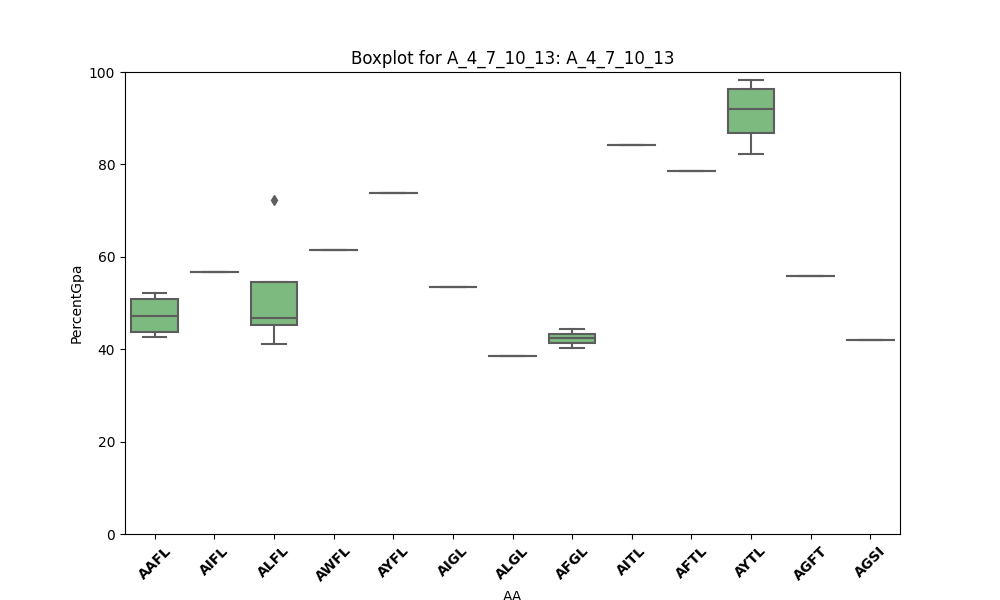 Boxplot for A_4_7_10_13: A_4_7_10_13
100
80
60
40
20
0
PercentGpa
AAFL AIFL ALFL AWFL AYFL AIGL ALGL AFGL AITL AFTL AYTL AGFT AGSI
AA